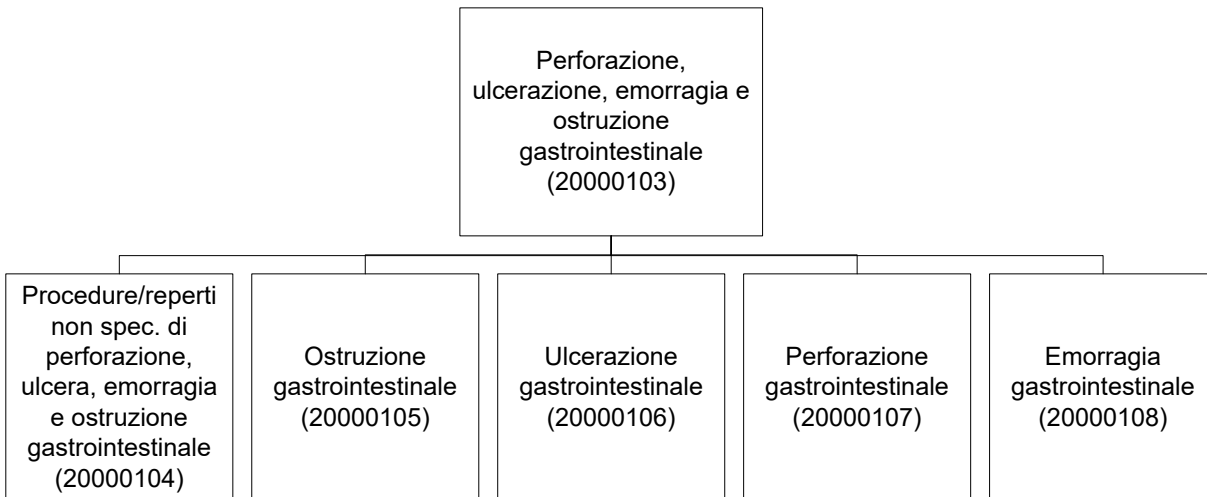 Perforazione,
ulcerazione, emorragia e
ostruzione
gastrointestinale
(20000103)
Procedure/reperti
non spec. di
perforazione,
ulcera, emorragia
e ostruzione
gastrointestinale
(20000104)
Ostruzione
gastrointestinale
(20000105)
Ulcerazione
gastrointestinale
(20000106)
Perforazione
gastrointestinale
(20000107)
Emorragia
gastrointestinale
(20000108)